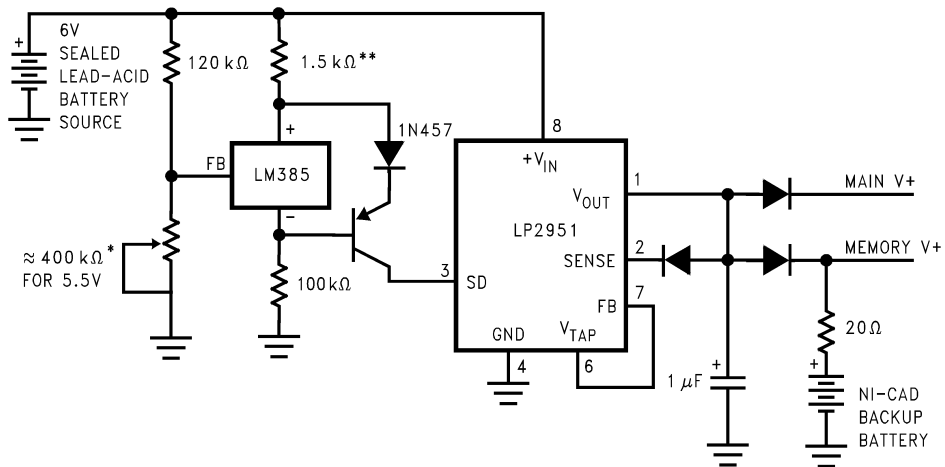 +
6V
SEALED
LEAD-ACID
BATTERY
SOURCE
120 kΩ
1.5 kΩ**
+
1N457
FB
LM385
−
≈ 400 kΩ*
FOR 5.5V
100kΩ
8
+VIN
1
VOUT
MAIN V+
LP2951
2
SENSE
MEMORY V+
3
SD
7
FB
20Ω
GND
VTAP
4
6
+
1 μF
+
NI-CAD
BACKUP
BATTERY